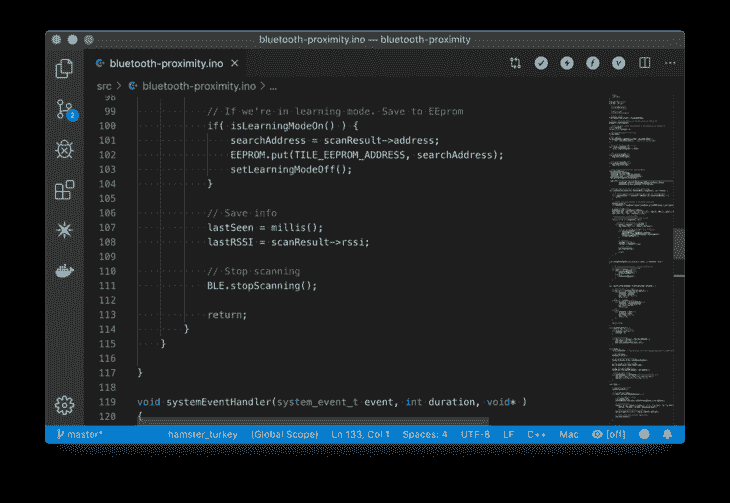 bluetooth-proximity.ino — bluetooth-proximity
bluetooth-proximity.ino ×
src > bluetooth-proximity.ino > ...
98
99 // If we're in learning mode. Save to EEprom
100 if( isLearningModeOn() ) {
101 searchAddress = scanResult->address;
102 EEPROM.put(TILE_EEPROM_ADDRESS, searchAddress);
103 setLearningModeOff();
104 }
105
106 // Save info
107 lastSeen = millis();
108 lastRSSI = scanResult->rssi;
109
110 // Stop scanning
111 BLE.stopScanning();
112
113 return;
114 }
115 }
116
117 }
118
119 void systemEventHandler(system_event_t event, int duration, void* )
120 {
2
master* hamster_turkey (Global Scope) Ln 133, Col 1 Spaces: 4 UTF-8 LF C++ Mac [off]